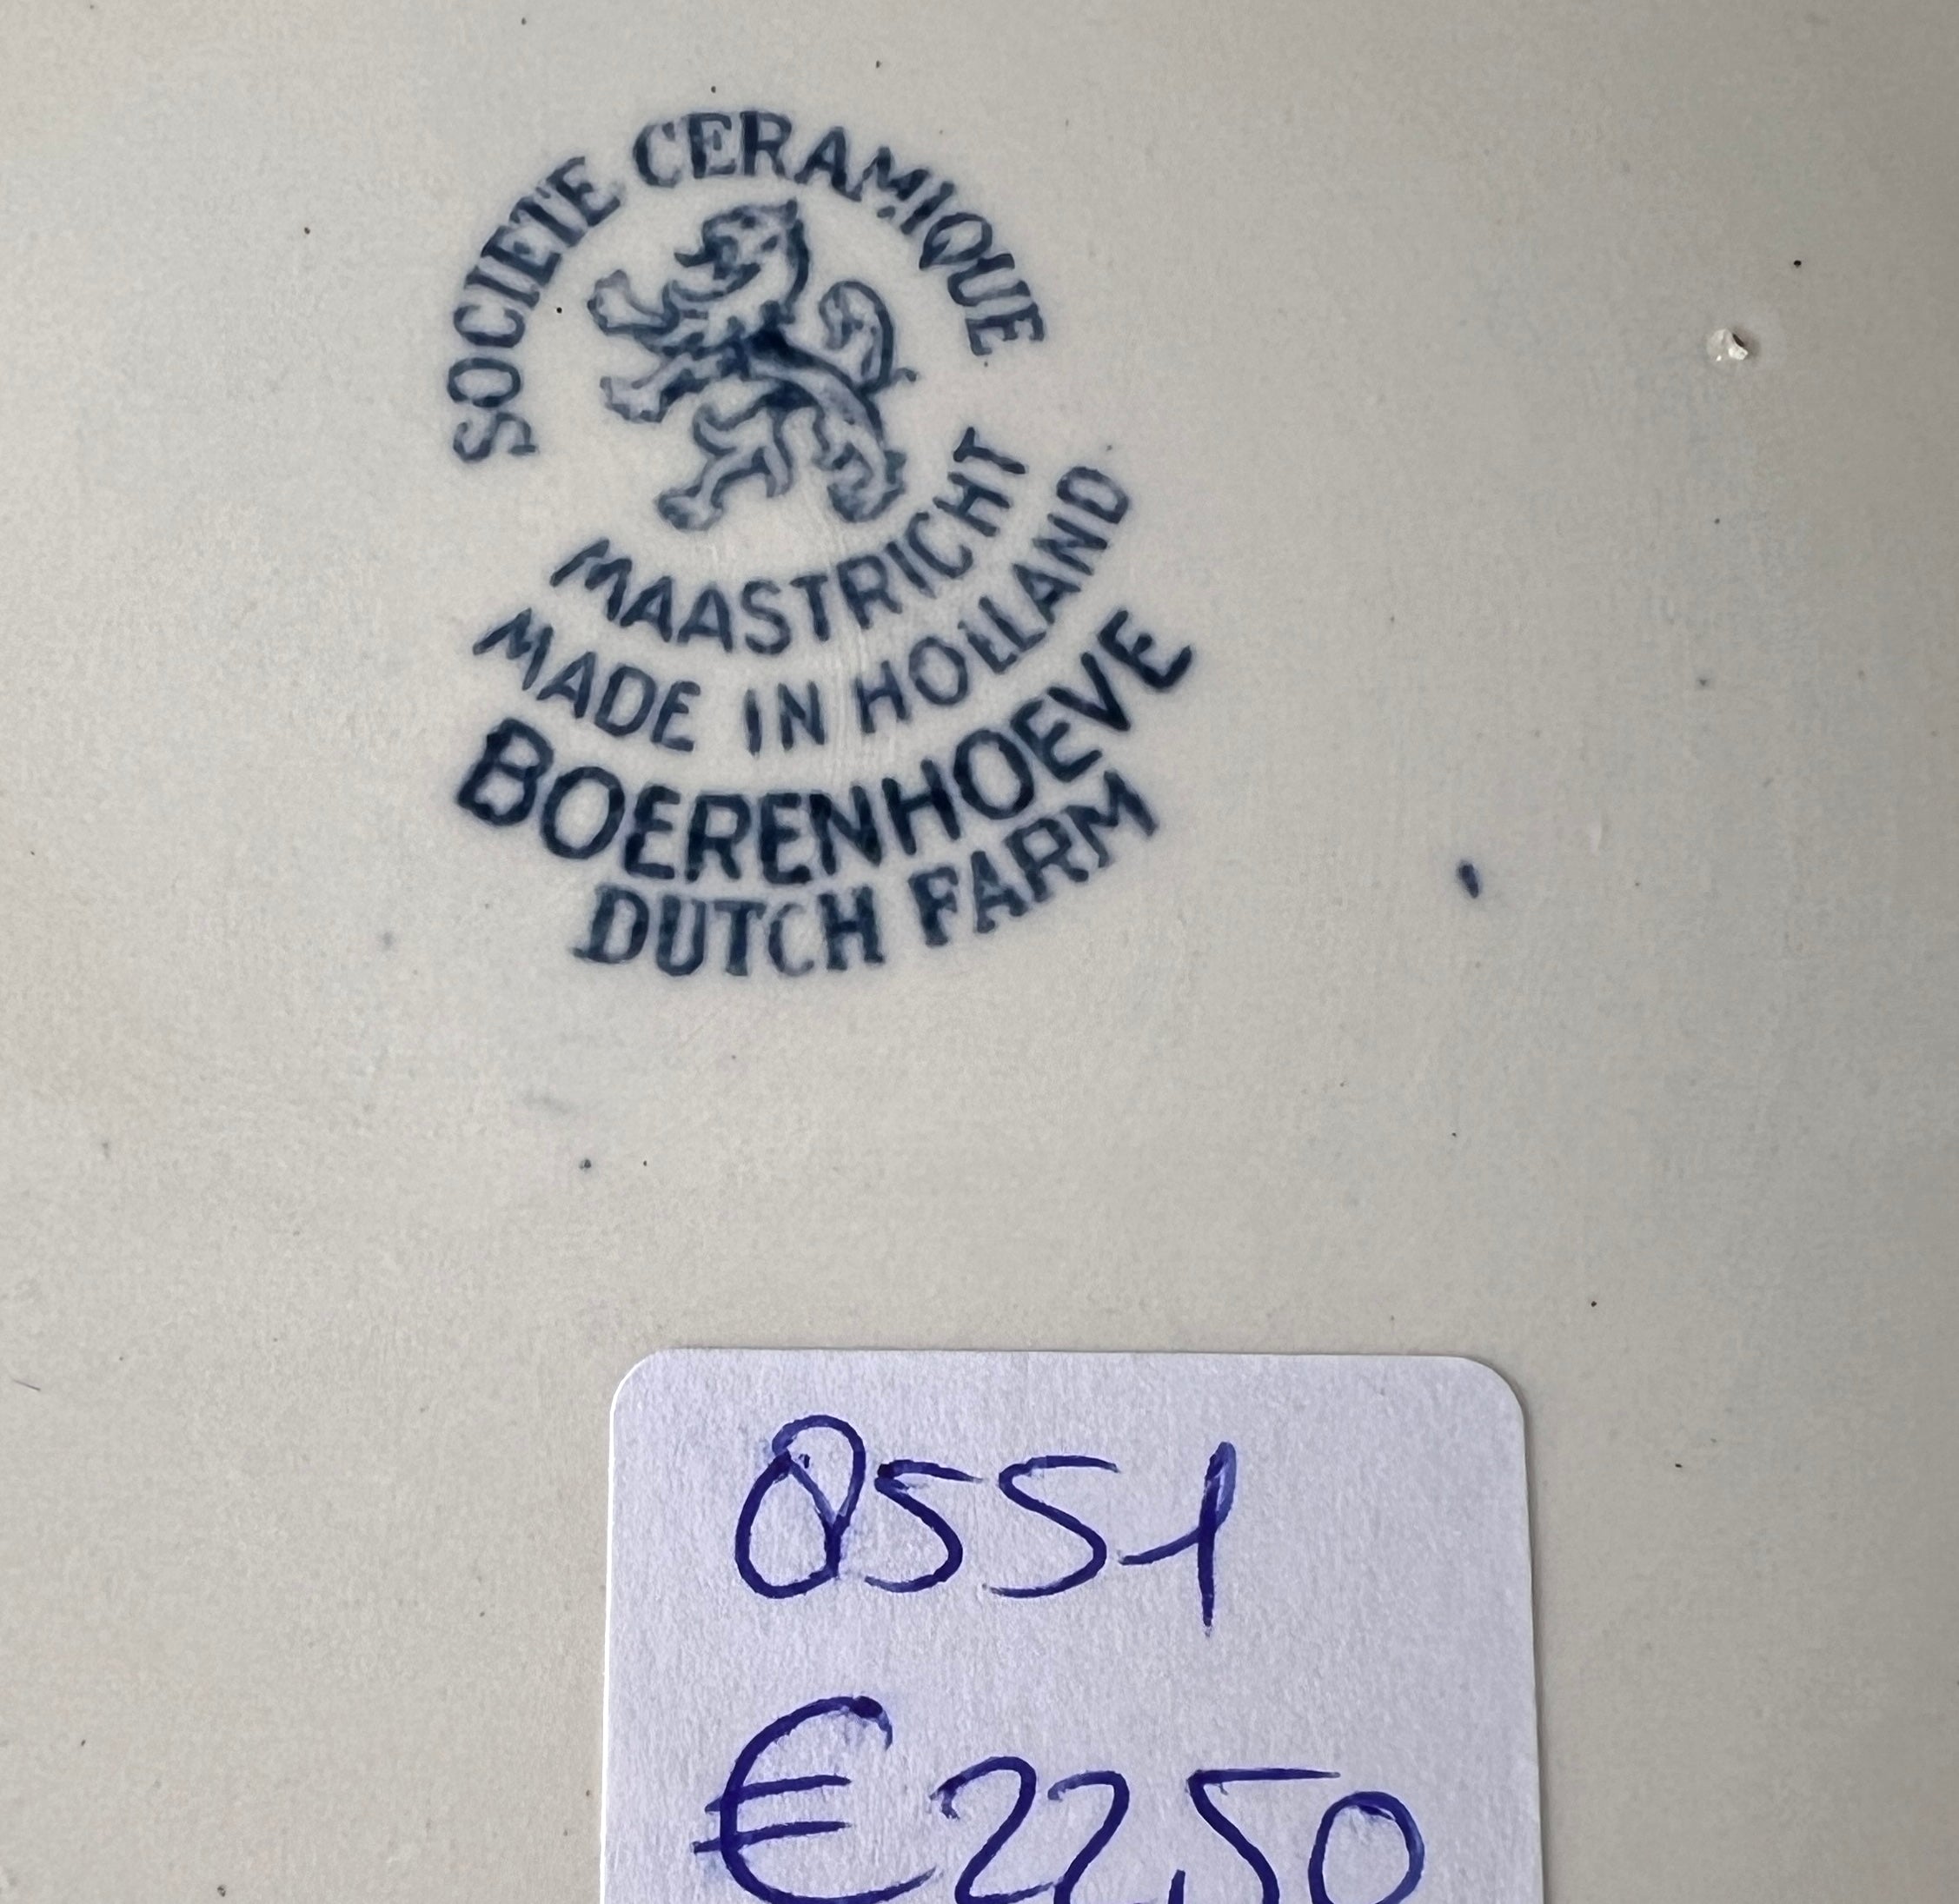 SOCIETE CERAMIQUE
MAASTRICHT
MADE IN HOLLAND
BOERENHOEVE
DUTCH FARM
0551
€22,50